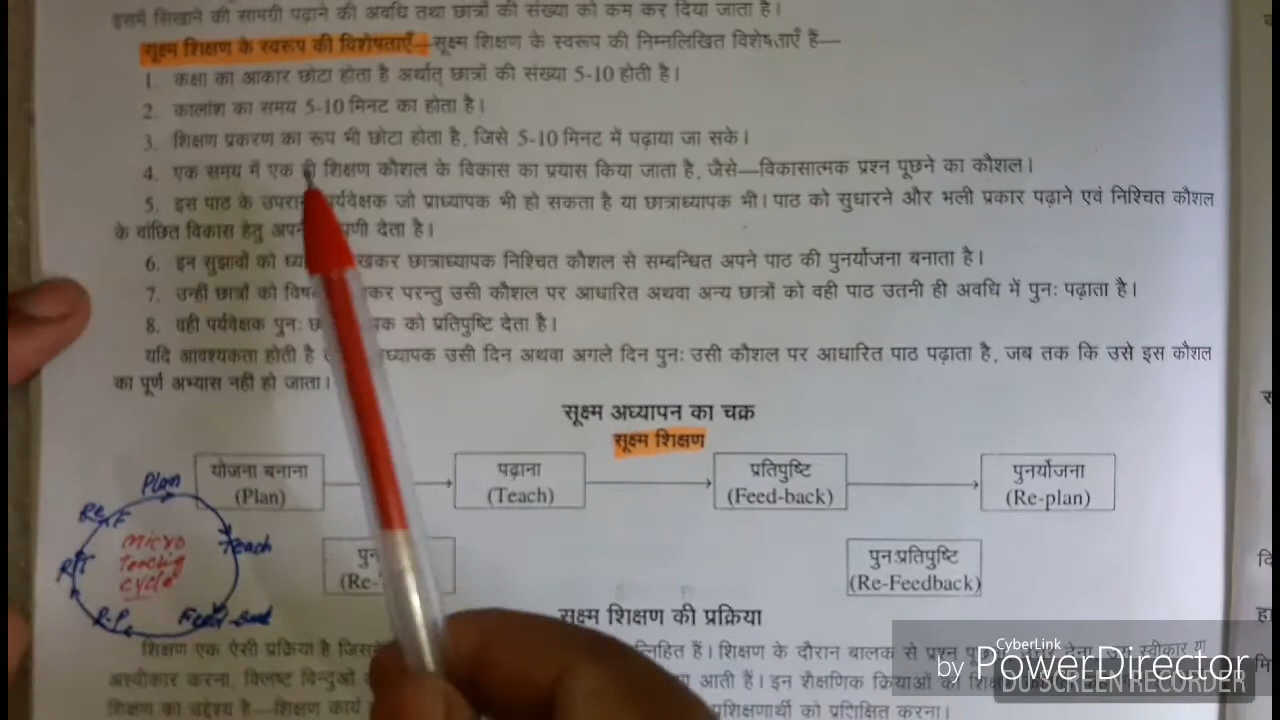 इसमें सिखाने की सामग्री पढ़ाने की अवधि तथा छात्रों की संख्या को कम कर दिया जाता है।
सूक्ष्म शिक्षण के स्वरूप की विशेषताएँ—सूक्ष्म शिक्षण के स्वरूप की निम्नलिखित विशेषताएँ हैं—
1. कक्षा का आकार छोटा होता है अर्थात् छात्रों की संख्या 5-10 होती है।
2. कालांश का समय 5-10 मिनट का होता है।
3. शिक्षण प्रकरण का रूप भी छोटा होता है, जिसे 5-10 मिनट में पढ़ाया जा सके।
4. एक समय में एक ही शिक्षण कौशल के विकास का प्रयास किया जाता है, जैसे—विकासात्मक प्रश्न पूछने का कौशल।
5. इस पाठ के पर्यवेक्षक जो प्राध्यापक भी हो सकता है या छात्राध्यापक भी। पाठ को सुधारने और भली प्रकार पढ़ाने एवं निश्चित कौशल
के वांछित विकास हेतु देता है।
6. इन सुझावों को छात्राध्यापक निश्चित कौशल से सम्बन्धित अपने पाठ की पुनर्योजना बनाता है।
7. उन्ही छात्रों को परन्तु उसी कौशल पर आधारित अथवा अन्य छात्रों को वही पाठ उतनी ही अवधि में पुनः पढ़ाता है।
8. वही पर्यवेक्षक पुनः को प्रतिपुष्टि देता है।
यदि आवश्यकता होती है उसी दिन अथवा अगले दिन पुनः उसी कौशल पर आधारित पाठ पढ़ाता है, जब तक कि उसे इस कौशल
का पूर्ण अभ्यास नही हो जाता।
सूक्ष्म अध्यापन का चक्र
सूक्ष्म शिक्षण
योजना बनाना पढ़ाना प्रतिपुष्टि पुनर्योजना
(Plan) (Teach) (Feed-back) (Re-plan)
पुनःप्रतिपुष्टि
(Re-Feedback)
Plan
Teach
Feed-back
R.P.
R.T
Re.F
Micro
Teaching
cycle
सूक्ष्म शिक्षण की प्रक्रिया
शिक्षण एक ऐसी प्रक्रिया है हैं। शिक्षण के दौरान बालक से प्रश्न स्वीकार या
अस्वीकार करना, क्लिष्ट बिन्दुओं आती हैं। इन शैक्षणिक क्रियाओं
शिक्षण का उद्देश्य है—शिक्षण कार्य प्रशिक्षणार्थी को प्रशिक्षित करना।
CyberLink
by PowerDirector
DU SCREEN RECORDER